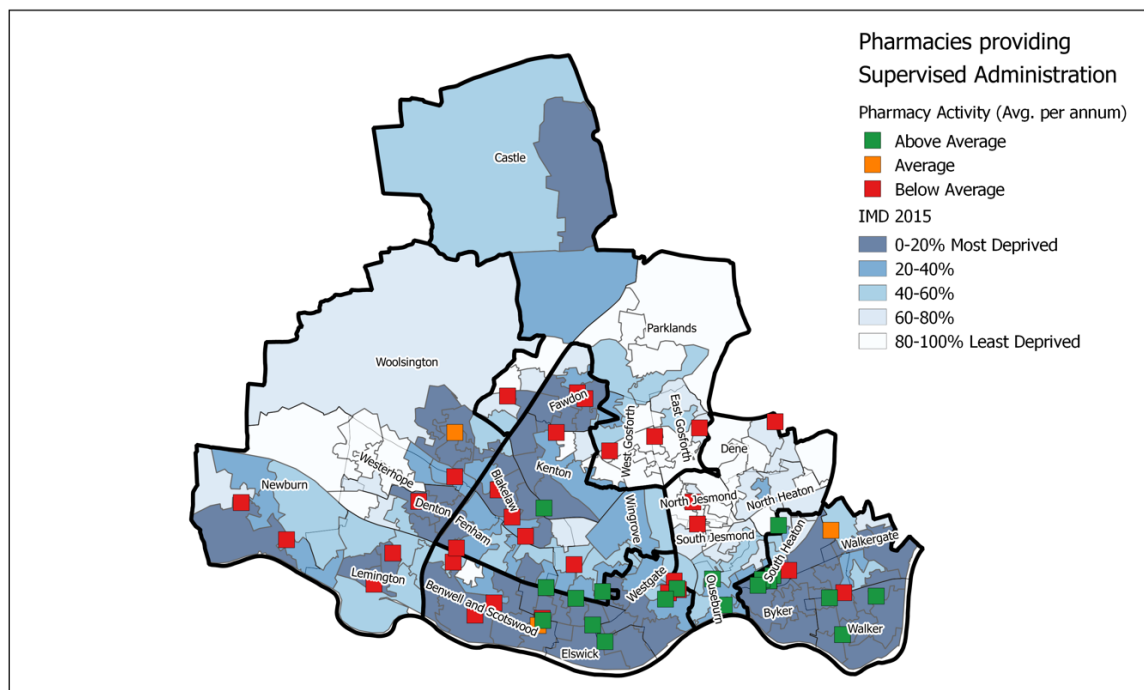 Pharmacies providing
Supervised Administration
Pharmacy Activity (Avg. per annum)
Above Average
Average
Below Average
IMD 2015
0-20% Most Deprived
20-40%
40-60%
60-80%
80-100% Least Deprived
Castle
Parklands
Woolsington
Fawdon
West Gosforth
East Gosforth
Dene
Westerhope
Kenton
Newburn
Blakelaw
North Jesmond
North Heaton
Denton
Fenham
Wingrove
South Jesmond
South Heaton
Walkergate
Lemington
Westgate
Ouseburn
Benwell and Scotswood
Byker
Walker
Elswick